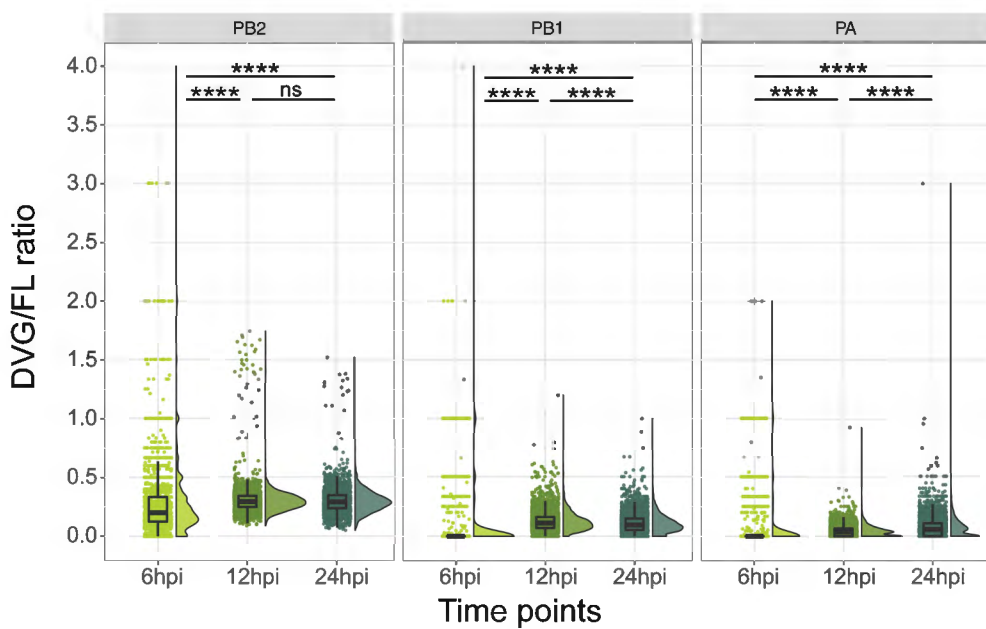 PB2 PB1 PA
4.0
3.5
3.0
2.5
2.0
1.5
1.0
0.5
0.0
DVG/FL ratio
**** **** ****
**** ns **** **** **** ****
6hpi 12hpi 24hpi 6hpi 12hpi 24hpi 6hpi 12hpi 24hpi
Time points